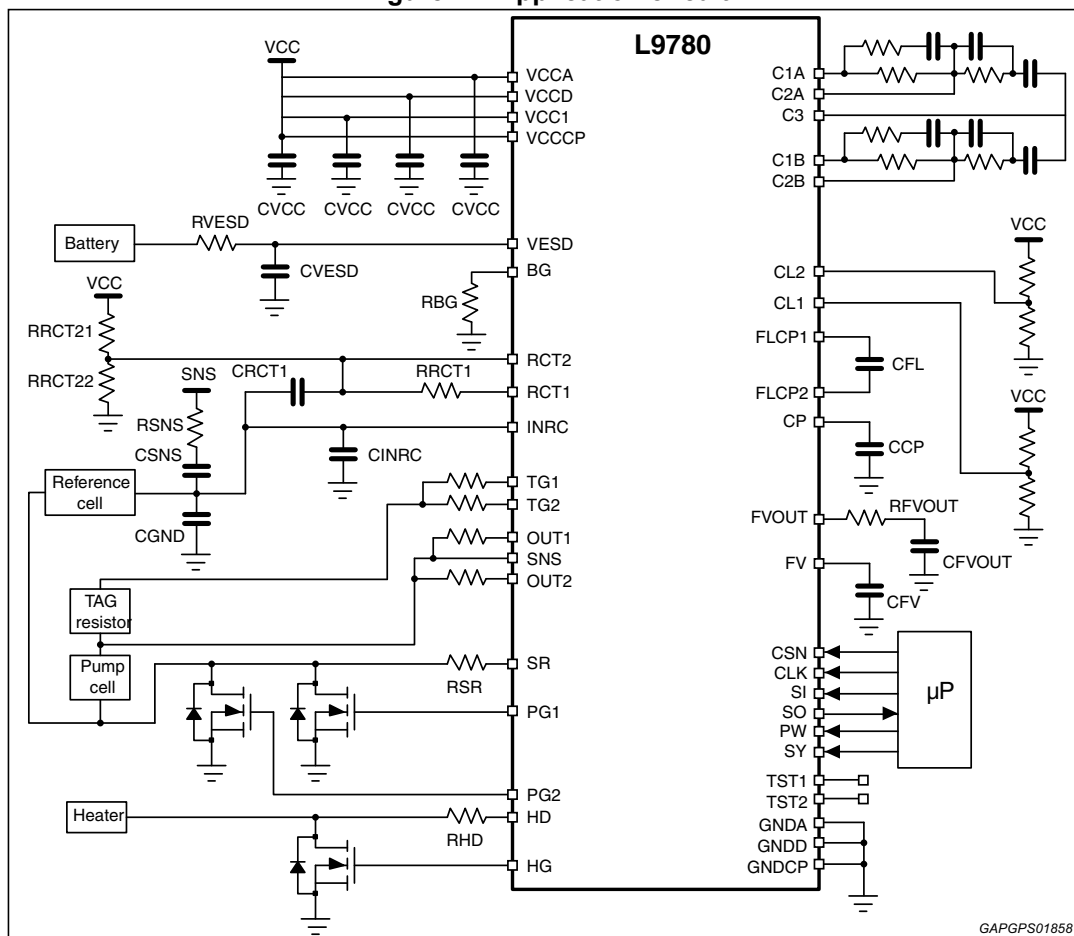 L9780
VCC
VCCA
VCCD
VCC1
VCCCP
CVCC CVCC CVCC CVCC
RVESD
Battery
VESD
CVESD
BG
VCC
RBG
RRCT21
RCT2
CRCT1
RRCT1
RRCT22
SNS
RCT1
RSNS
INRC
CSNS
CINRC
Reference
cell
TG1
TG2
CGND
OUT1
SNS
OUT2
TAG
resistor
Pump
cell
SR
RSR
PG1
PG2
Heater
HD
RHD
HG
C1A
C2A
C3
C1B
C2B
VCC
CL2
CL1
FLCP1
CFL
FLCP2
VCC
CP
CCP
RFVOUT
FVOUT
CFVOUT
FV
CFV
CSN
CLK
SI
SO
PW
SY
µP
TST1
TST2
GNDA
GNDD
GNDCP
GAPGPS01858